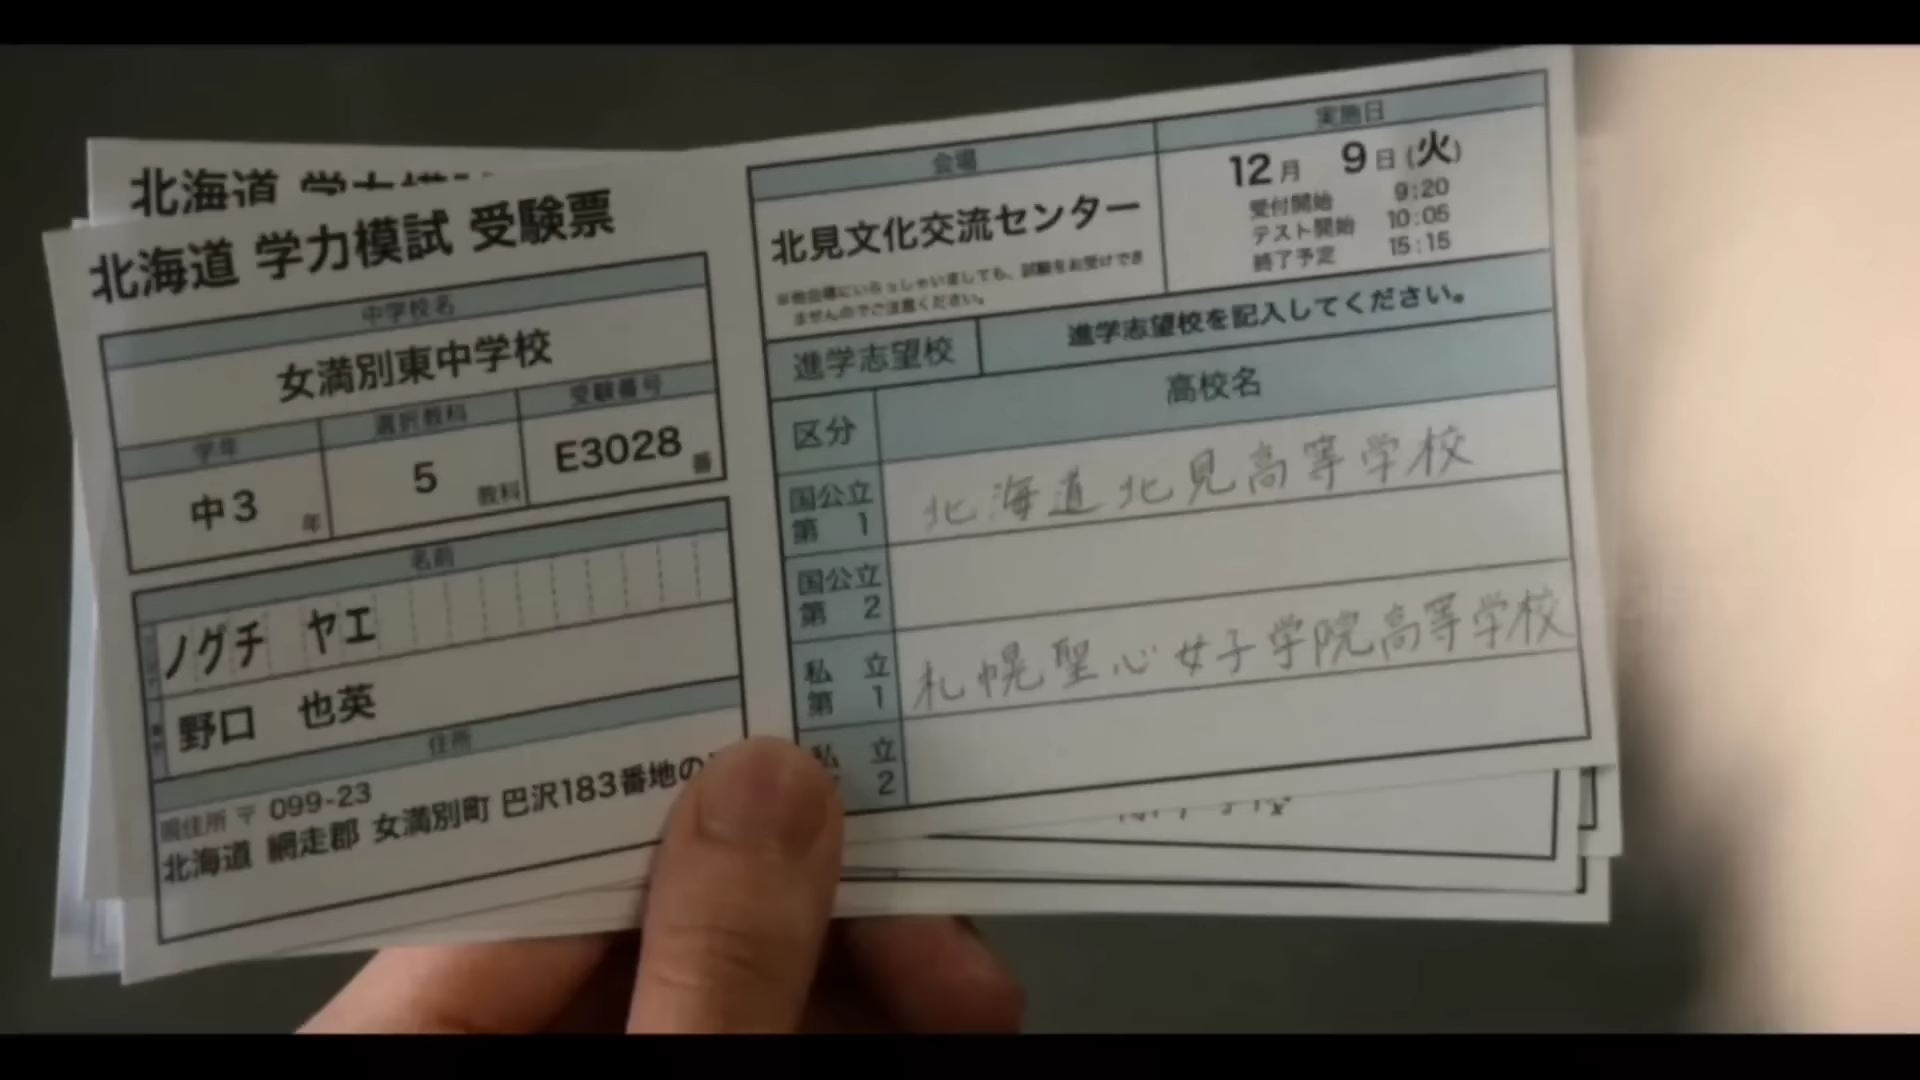 北海道
北海道 学力模試 受験票
中学校名
女満別東中学校
学年
選択教科
受験番号
中3 年
5 教科
E3028 番
名前
ノグチ ヤエ
野口 也英
住所
現住所 〒 099-23
北海道 網走郡 女満別町 巴沢183番地の
会場
実施日
北見文化交流センター
※他会場にいらっしゃいましても、試験をお受けでき
ませんのでご注意ください。
12月 9日(火)
受付開始 9:20
テスト開始 10:05
終了予定 15:15
進学志望校
進学志望校を記入してください。
区分
高校名
国公立
第 1
北海道北見高等学校
国公立
第 2
私 立
第 1
札幌聖心女子学院高等学校
私 立
2